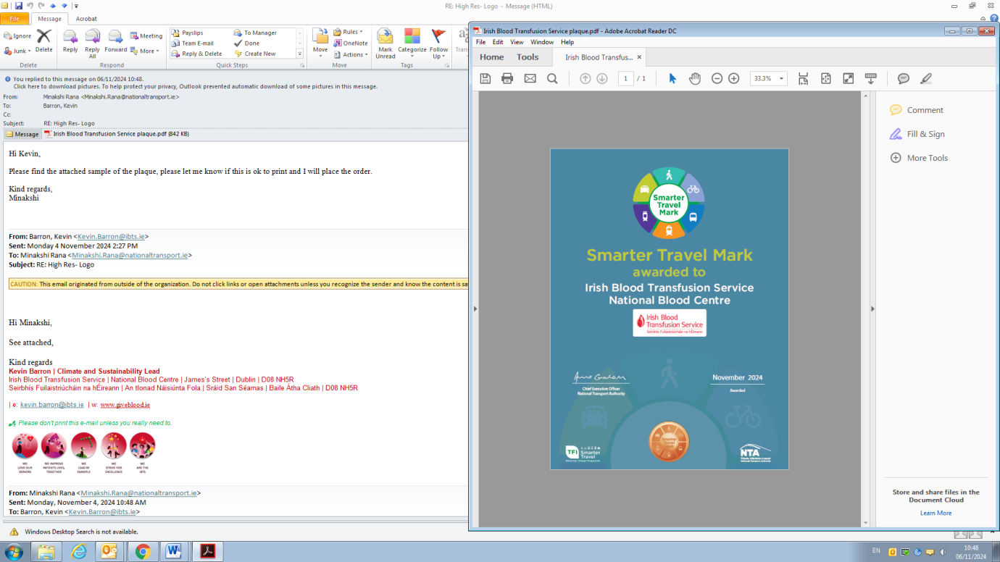 RE: High Res- Logo - Message (HTML)
File
Message
Acrobat
Ignore
Junk
Delete
Reply
Reply All
Forward
Meeting
More
Payslips
Team E-mail
Reply & Delete
To Manager
Done
Create New
Move
Rules
OneNote
Actions
Mark Unread
Categorize
Follow Up
Delete
Respond
Quick Steps
Move
Tags
You replied to this message on 06/11/2024 10:48.
Click here to download pictures. To help protect your privacy, Outlook prevented automatic download of some pictures in this message.
From: Minakshi Rana <Minakshi.Rana@nationaltransport.ie>
To: Barron, Kevin
Cc:
Subject: RE: High Res- Logo
Message
Irish Blood Transfusion Service plaque.pdf (842 KB)
Hi Kevin,
Please find the attached sample of the plaque, please let me know if this is ok to print and I will place the order.
Kind regards,
Minakshi
From: Barron, Kevin <Kevin.Barron@ibts.ie>
Sent: Monday 4 November 2024 2:27 PM
To: Minakshi Rana <Minakshi.Rana@nationaltransport.ie>
Subject: RE: High Res- Logo
CAUTION: This email originated from outside of the organization. Do not click links or open attachments unless you recognize the sender and know the content is sa
Hi Minakshi,
See attached,
Kind regards
Kevin Barron | Climate and Sustainability Lead
Irish Blood Transfusion Service | National Blood Centre | James's Street | Dublin | D08 NH5R
Seirbhís Fuilaistriúcháin na hÉireann | An tIonad Náisiúnta Fola | Sráid San Séamas | Baile Átha Cliath | D08 NH5R
| e: kevin.barron@ibts.ie | w: www.giveblood.ie
Please don't print this e-mail unless you really need to.
WE LOVE OUR DONORS
WE IMPROVE PATIENTS LIVES, TOGETHER
WE LEAD BY EXAMPLE
WE STRIVE FOR EXCELLENCE
WE ARE THE IBTS
From: Minakshi Rana <Minakshi.Rana@nationaltransport.ie>
Sent: Monday, November 4, 2024 10:48 AM
To: Barron, Kevin <Kevin.Barron@ibts.ie>
Windows Desktop Search is not available.
Irish Blood Transfusion Service plaque.pdf - Adobe Acrobat Reader DC
File Edit View Window Help
Home
Tools
Irish Blood Transfus...
1 / 1
33.3%
Comment
Fill & Sign
More Tools
Store and share files in the
Document Cloud
Learn More
Smarter
Travel
Mark
Smarter Travel Mark
awarded to
Irish Blood Transfusion Service
National Blood Centre
Irish Blood
Transfusion Service
Seirbhís Fuilaistriúcháin na hÉireann
Anne Graham
Chief Executive Officer
National Transport Authority
November 2024
Awarded
Smarter
Travel
Mark
TFI Smarter Travel
Behaviour Change Programme
NTA
Údarás Náisiúnta Iompair
National Transport Authority
EN
10:48
06/11/2024